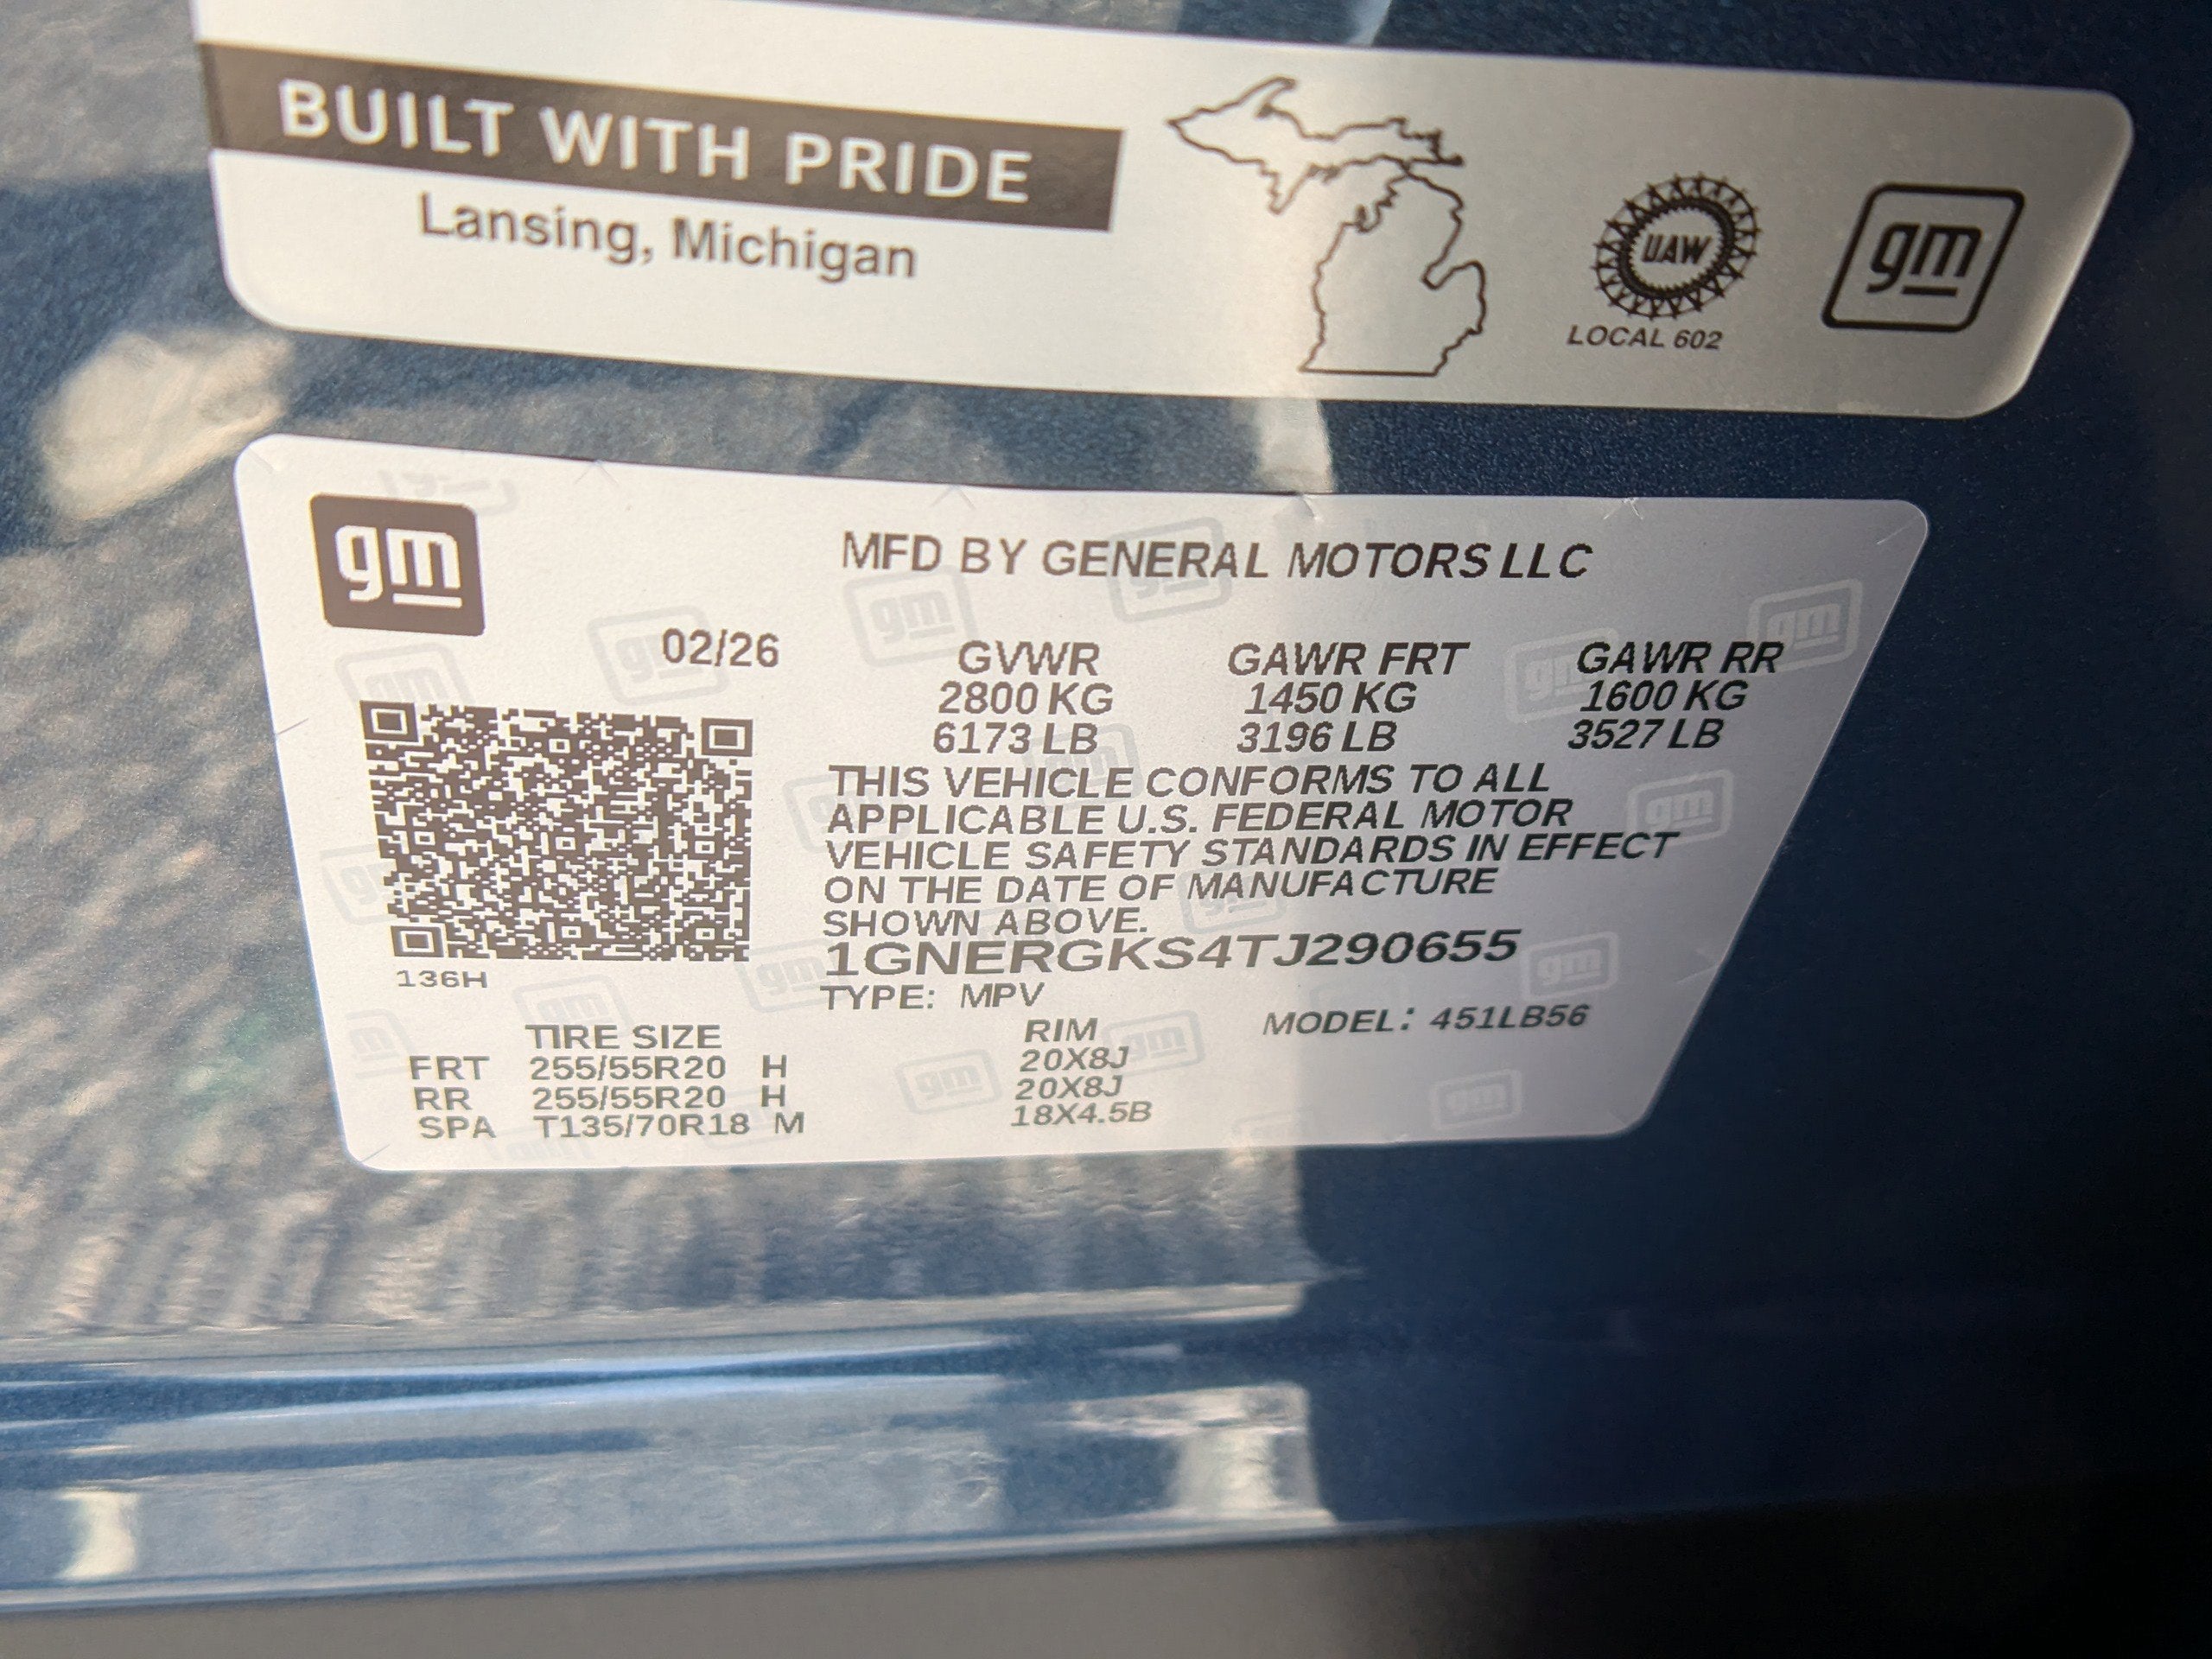 BUILT WITH PRIDE
Lansing, Michigan
UAW
LOCAL 602
gm
gm
MFD BY GENERAL MOTORS LLC
02/26
GVWR GAWR FRT GAWR RR
2800 KG 1450 KG 1600 KG
6173 LB 3196 LB 3527 LB
THIS VEHICLE CONFORMS TO ALL
APPLICABLE U.S. FEDERAL MOTOR
VEHICLE SAFETY STANDARDS IN EFFECT
ON THE DATE OF MANUFACTURE
SHOWN ABOVE.
1GNERGKS4TJ290655
136H
TYPE: MPV MODEL: 451LB56
TIRE SIZE RIM
FRT 255/55R20 H 20X8J
RR 255/55R20 H 20X8J
SPA T135/70R18 M 18X4.5B